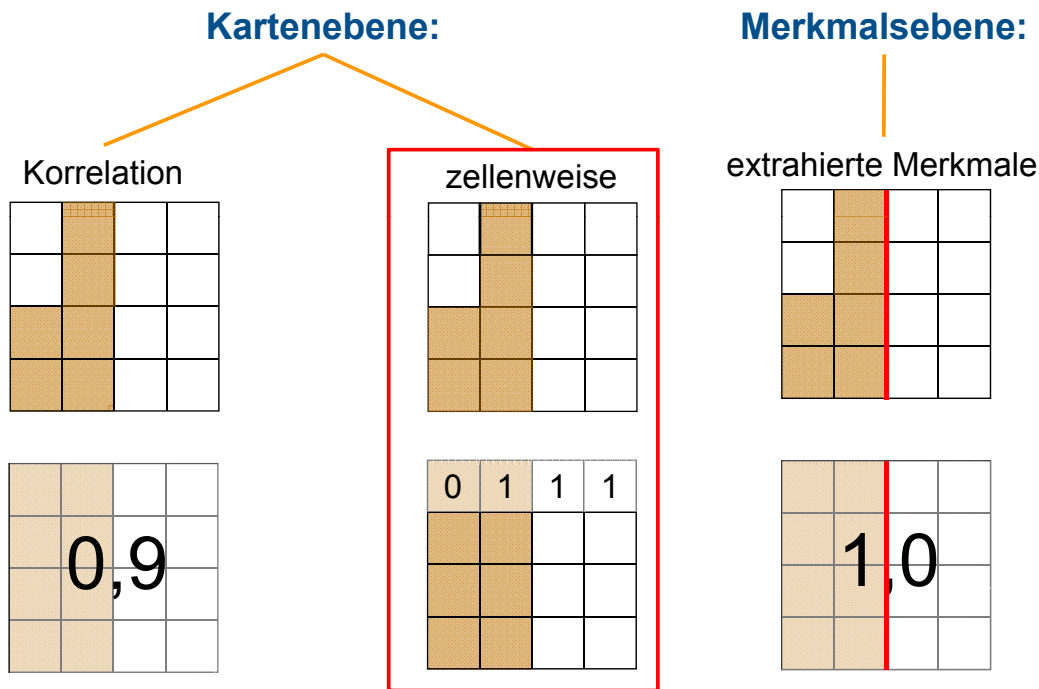 Kartenebene:
Merkmalsebene:
Korrelation
zellenweise
extrahierte Merkmale
0,9
0 1 1 1
1,0